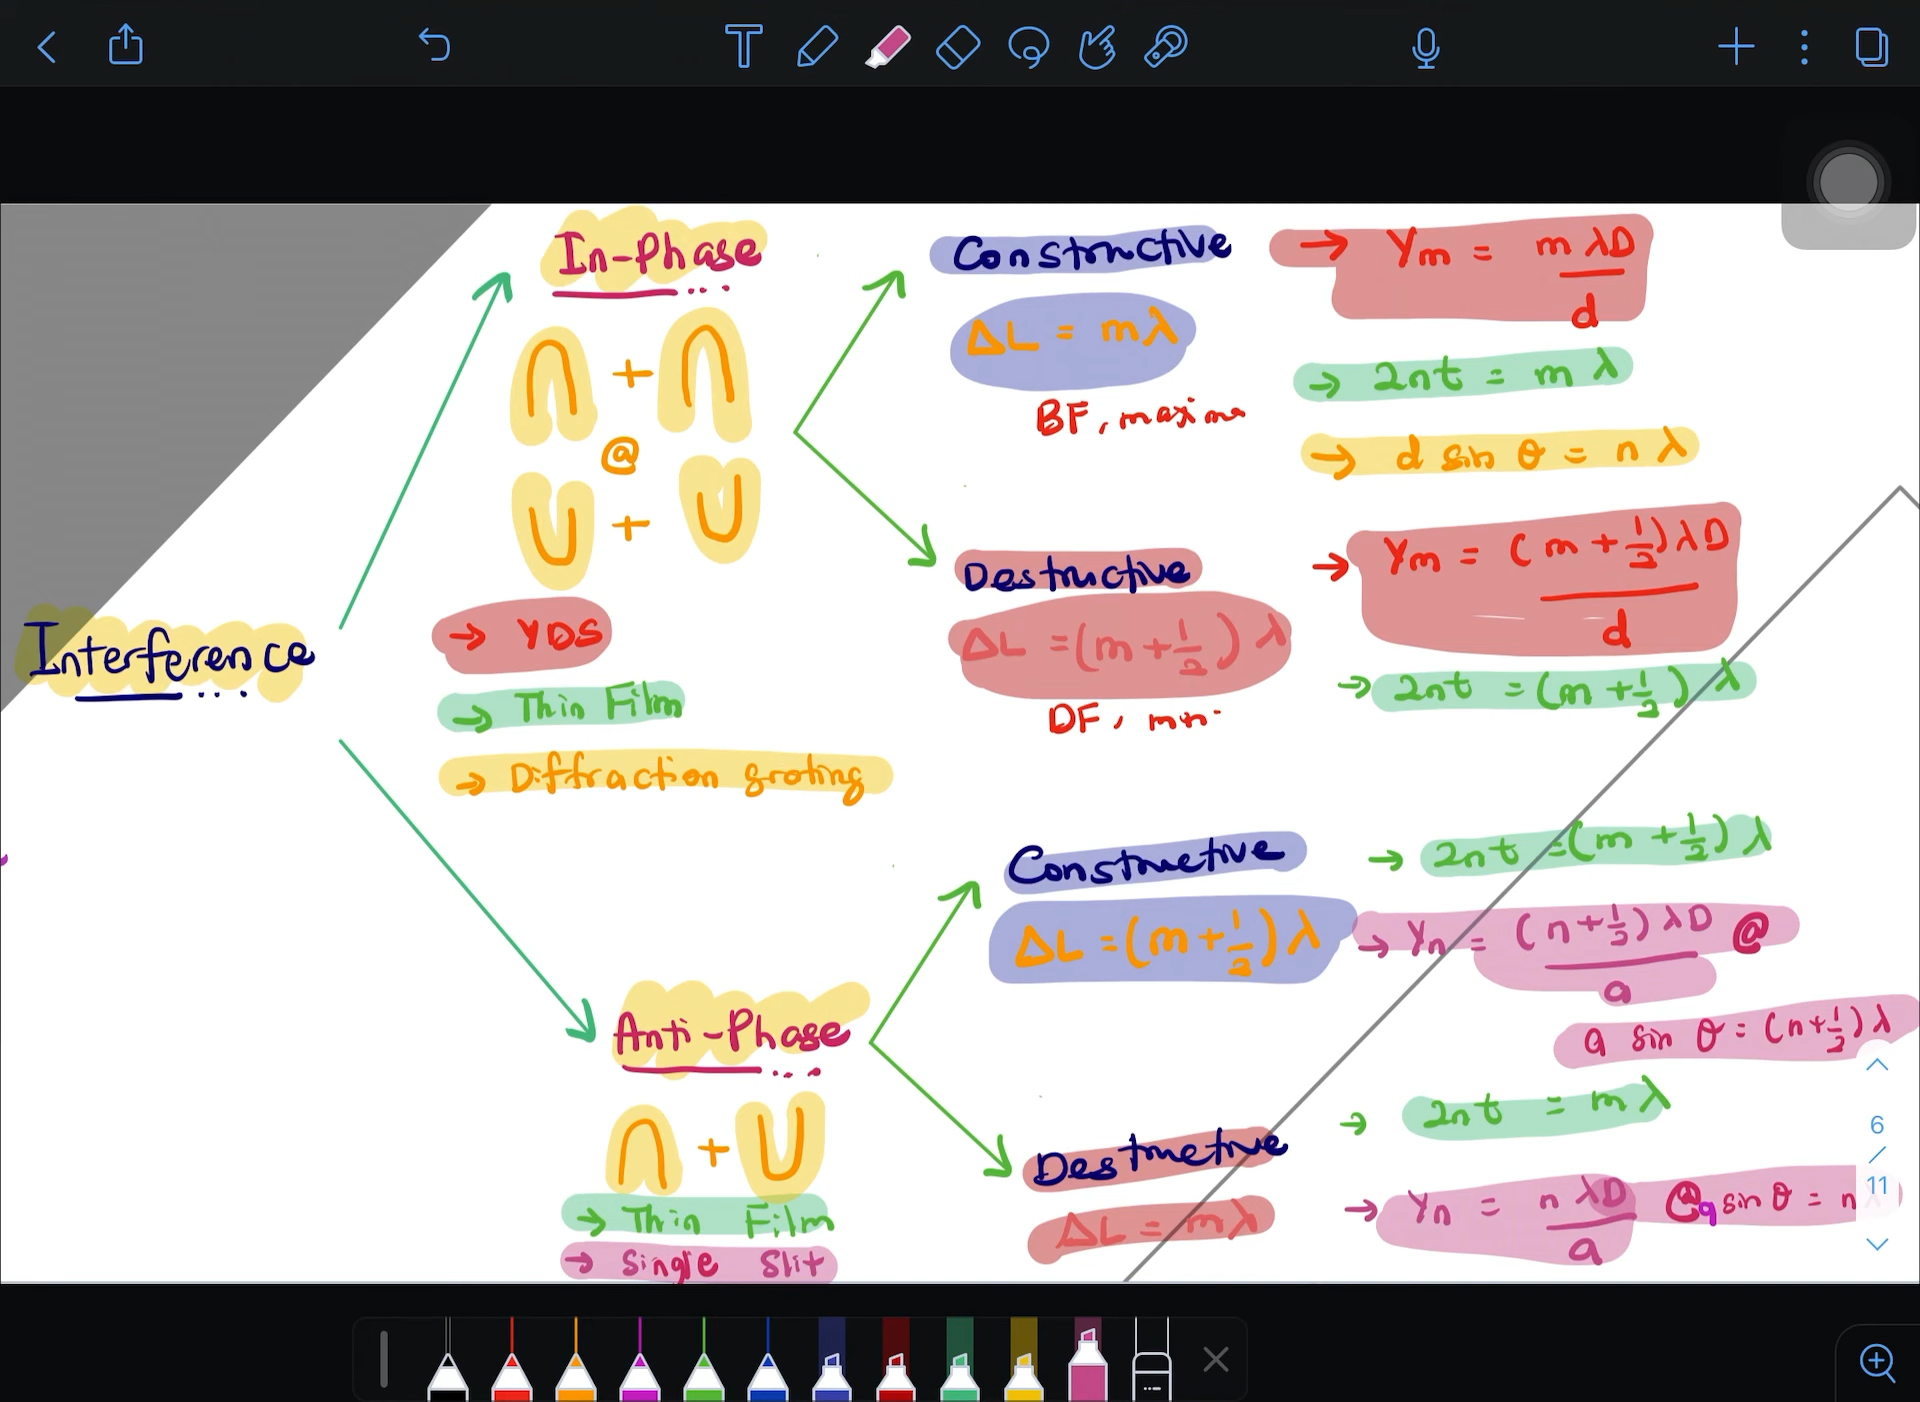 Interference
In-Phase
∩ + ∩
@
U + U
→ YDS
→ Thin Film
→ Diffraction grating
Constructive
ΔL = mλ
BF, maxima
→ Ym = mλD/d
→ 2nt = mλ
→ d sin θ = nλ
Destructive
ΔL = (m + 1/2) λ
DF, min
→ Ym = (m + 1/2)λD/d
→ 2nt = (m + 1/2) λ
Anti-Phase
∩ + U
→ Thin Film
→ Single Slit
Constructive
ΔL = (m + 1/2) λ
→ 2nt = (m + 1/2) λ
→ Yn = (n + 1/2) λD/a @
a sin θ = (n + 1/2) λ
Destructive
ΔL = mλ
→ 2nt = mλ
→ Yn = nλD/a @ a sin θ = nλ
6
/
11